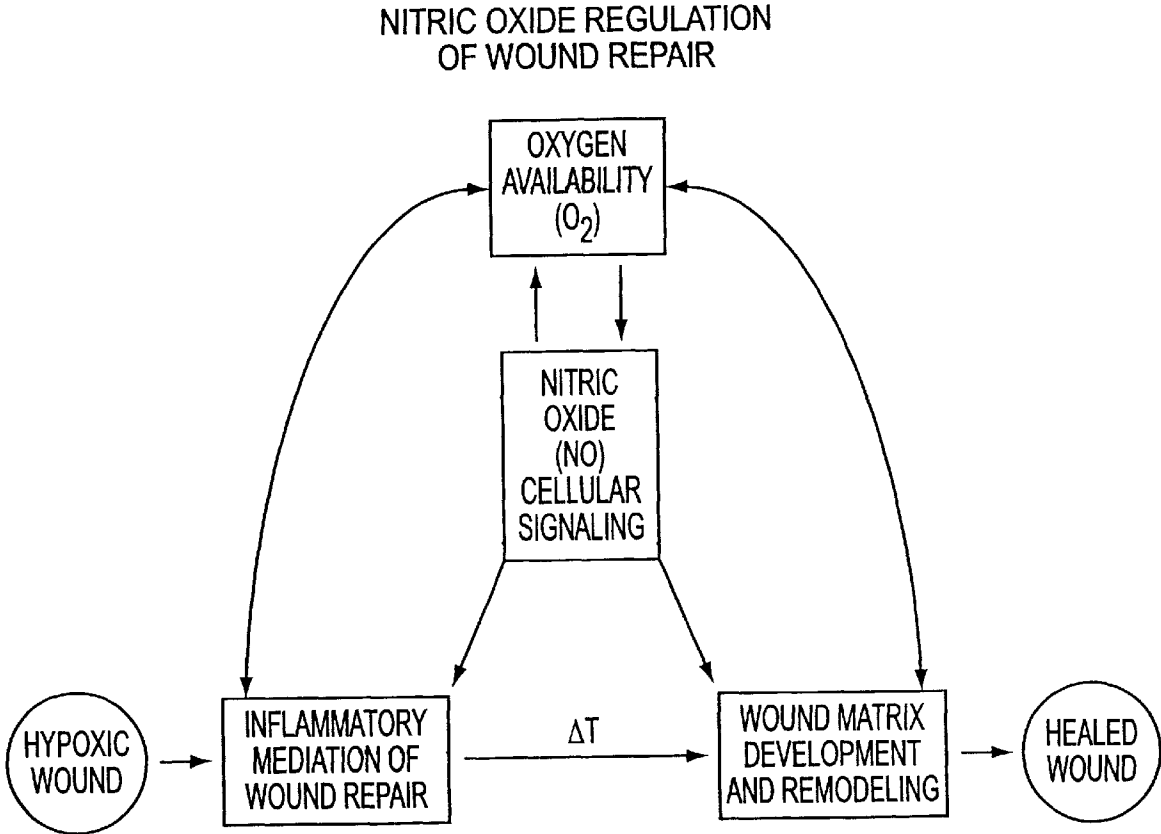 NITRIC OXIDE REGULATION
OF WOUND REPAIR
OXYGEN
AVAILABILITY
(O₂)
NITRIC
OXIDE
(NO)
CELLULAR
SIGNALING
HYPOXIC
WOUND
INFLAMMATORY
MEDIATION OF
WOUND REPAIR
ΔT
WOUND MATRIX
DEVELOPMENT
AND REMODELING
HEALED
WOUND